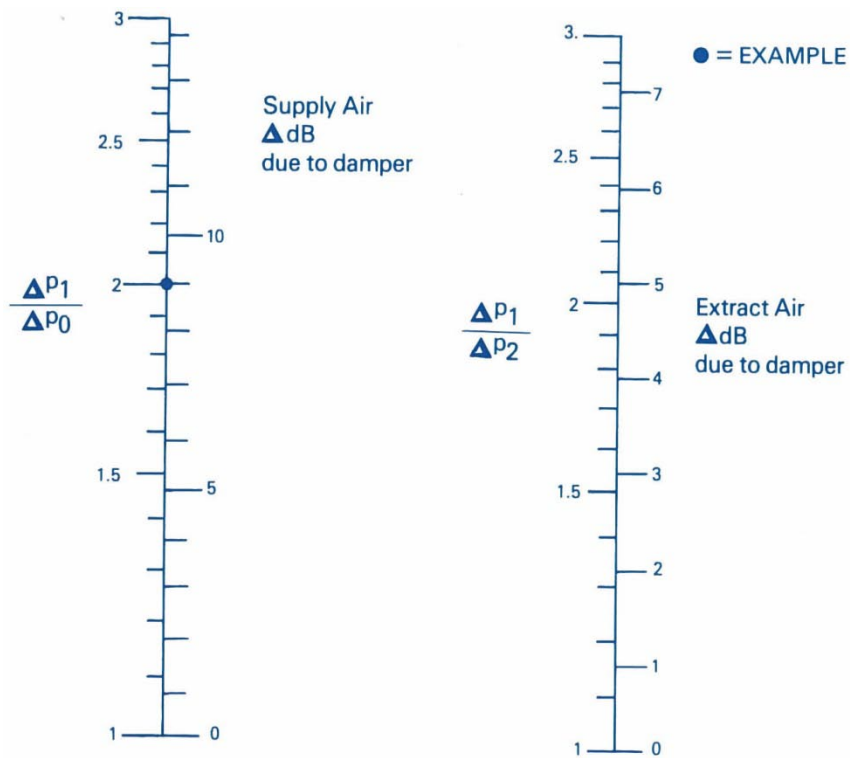 3
2.5
2
1.5
1
10
5
0
Δp1
Δp0
Supply Air
Δ dB
due to damper
3.
2.5
2
1.5
1
7
6
5
4
3
2
1
0
Δp1
Δp2
● = EXAMPLE
Extract Air
Δ dB
due to damper